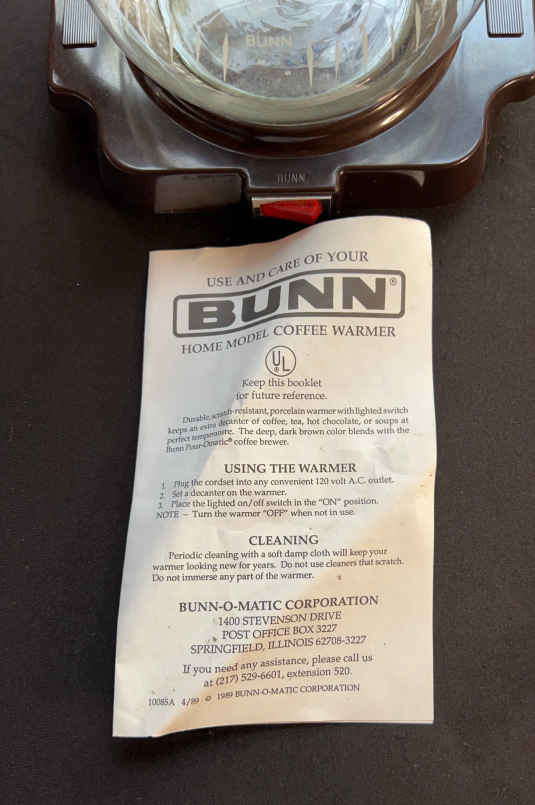 BUNN
BUNN
USE AND CARE OF YOUR
BUNN®
HOME MODEL COFFEE WARMER
UL
®
Keep this booklet
for future reference.
Durable, scratch-resistant, porcelain warmer with lighted switch
keeps an extra decanter of coffee, tea, hot chocolate, or soups at
perfect temperature. The deep, dark brown color blends with the
Bunn Pour-Omatic® coffee brewer.
USING THE WARMER
1. Plug the cordset into any convenient 120 volt A.C. outlet.
2. Set a decanter on the warmer.
3. Place the lighted on/off switch in the “ON” position.
NOTE – Turn the warmer “OFF” when not in use.
CLEANING
Periodic cleaning with a soft damp cloth will keep your
warmer looking new for years. Do not use cleaners that scratch.
Do not immerse any part of the warmer.
BUNN-O-MATIC CORPORATION
1400 STEVENSON DRIVE
POST OFFICE BOX 3227
SPRINGFIELD, ILLINOIS 62708-3227
If you need any assistance, please call us
at (217) 529-6601, extension 520.
10085A 4/89 © 1989 BUNN-O-MATIC CORPORATION